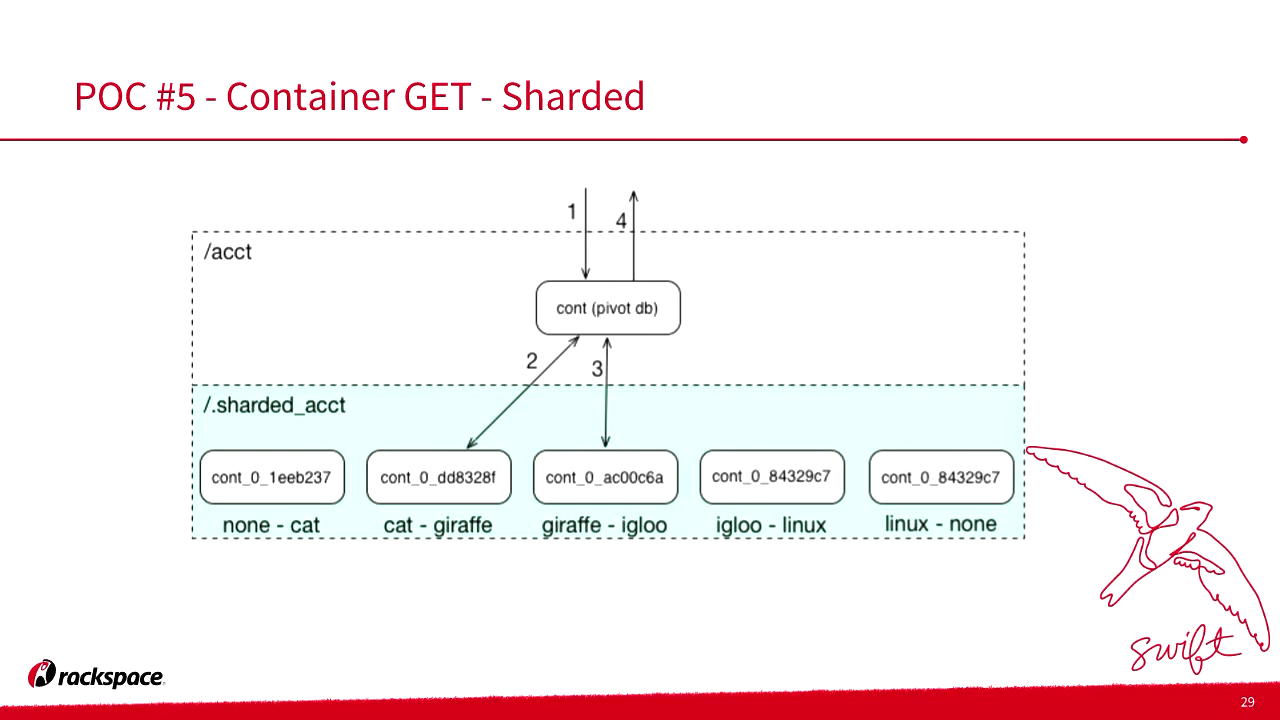 POC #5 - Container GET - Sharded
1
4
/acct
cont (pivot db)
2
3
/.sharded_acct
cont_0_1eeb237
cont_0_dd8328f
cont_0_ac00c6a
cont_0_84329c7
cont_0_84329c7
none - cat
cat - giraffe
giraffe - igloo
igloo - linux
linux - none
swift
rackspace
29